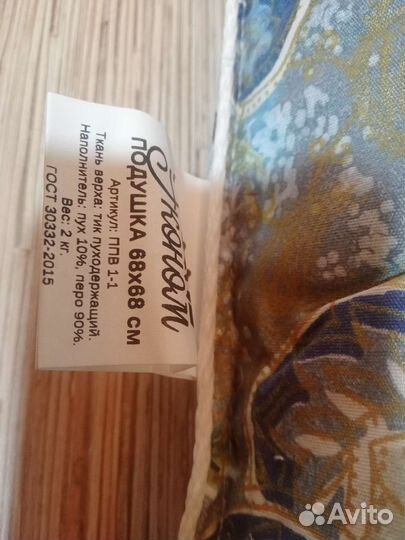 Эконом
ПОДУШКА 68х68 см
Артикул: ППВ 1-1
Ткань верха: тик пуходержащий.
Наполнитель: пух 10%, перо 90%.
Вес: 2 кг.
ГОСТ 30332-2015
Avito